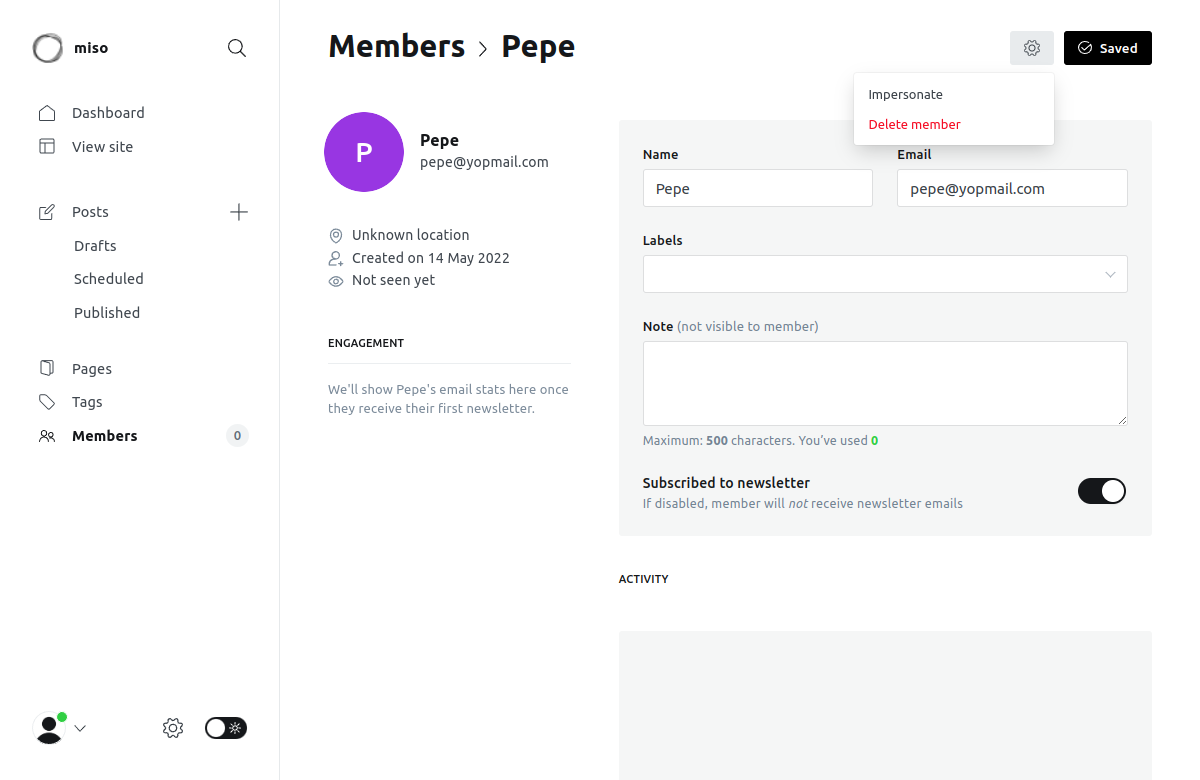 miso
Dashboard
View site
Posts
Drafts
Scheduled
Published
Pages
Tags
Members
0
Members > Pepe
Saved
Impersonate
Delete member
P
Pepe
pepe@yopmail.com
Unknown location
Created on 14 May 2022
Not seen yet
ENGAGEMENT
We'll show Pepe's email stats here once
they receive their first newsletter.
Name
Email
Pepe
pepe@yopmail.com
Labels
Note (not visible to member)
Maximum: 500 characters. You’ve used 0
Subscribed to newsletter
If disabled, member will not receive newsletter emails
ACTIVITY